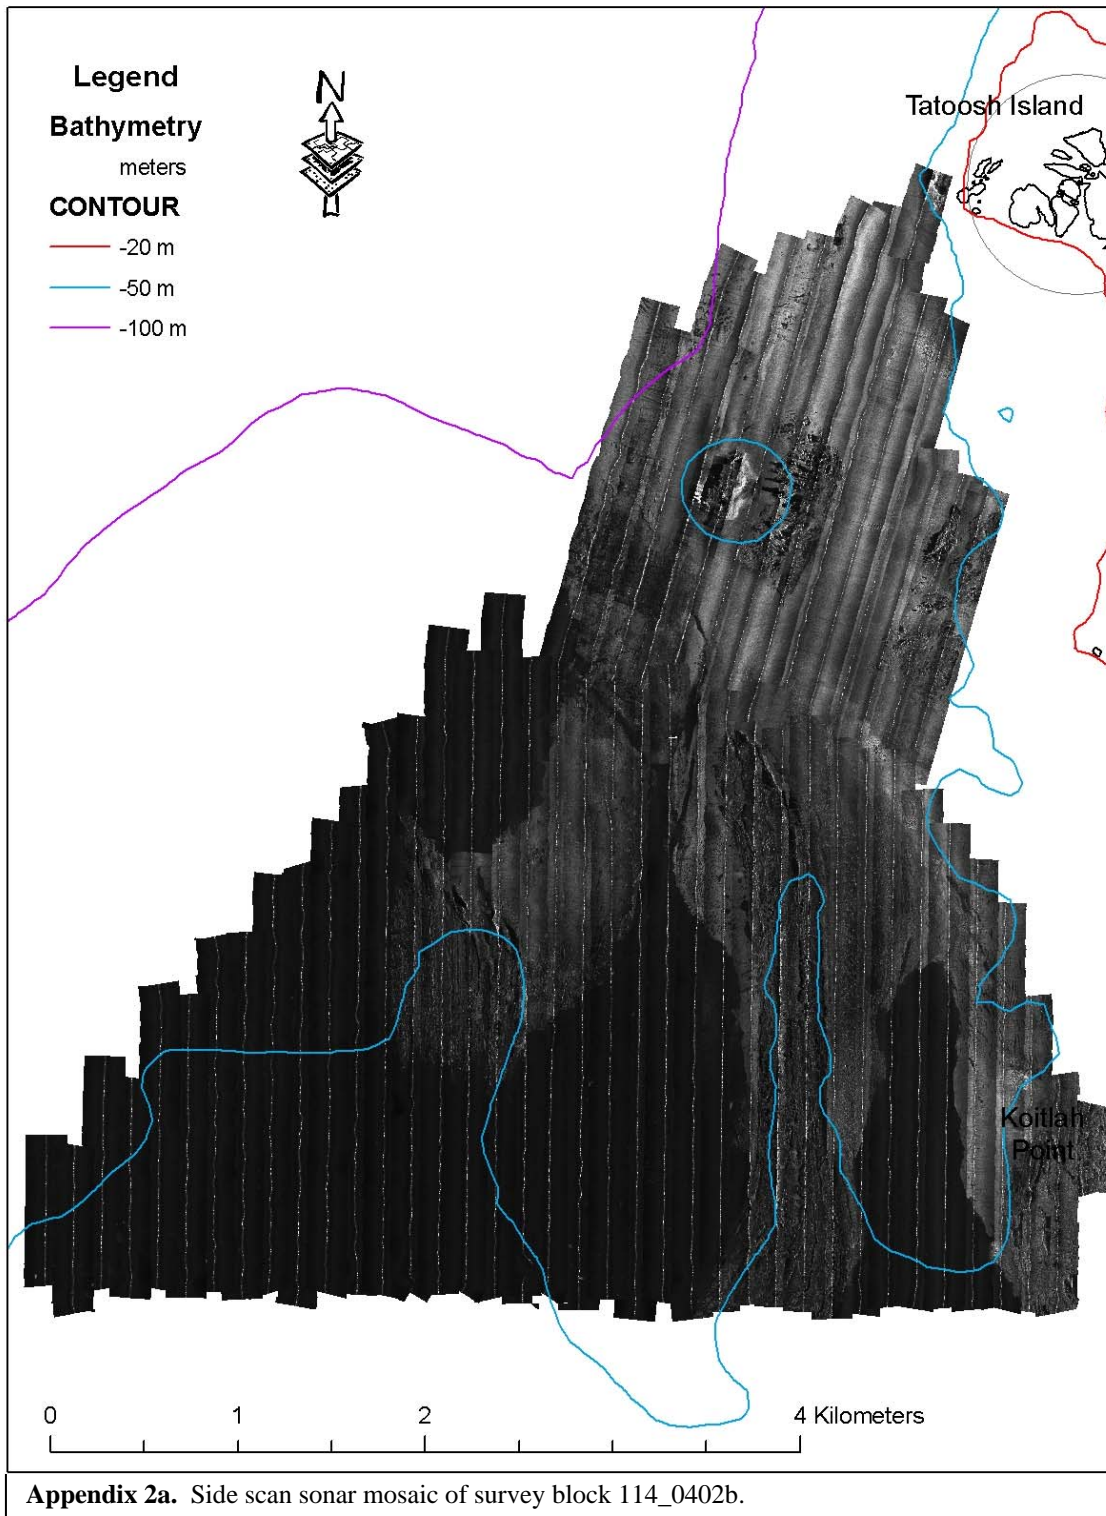 Legend
Bathymetry
meters
CONTOUR
-20 m
-50 m
-100 m
N
Tatoosh Island
Koitlah
Point
0 1 2 4 Kilometers
Appendix 2a. Side scan sonar mosaic of survey block 114_0402b.